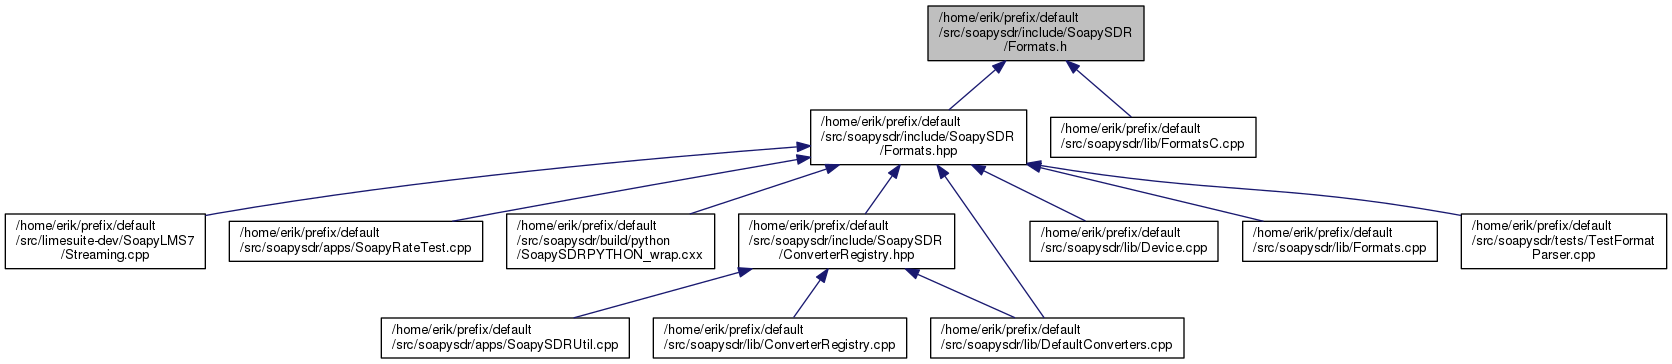 /home/erik/prefix/default
/src/soapysdr/include/SoapySDR
/Formats.h
/home/erik/prefix/default
/src/soapysdr/include/SoapySDR
/Formats.hpp
/home/erik/prefix/default
/src/soapysdr/lib/FormatsC.cpp
/home/erik/prefix/default
/src/limesuite-dev/SoapyLMS7
/Streaming.cpp
/home/erik/prefix/default
/src/soapysdr/apps/SoapyRateTest.cpp
/home/erik/prefix/default
/src/soapysdr/build/python
/SoapySDRPYTHON_wrap.cxx
/home/erik/prefix/default
/src/soapysdr/include/SoapySDR
/ConverterRegistry.hpp
/home/erik/prefix/default
/src/soapysdr/lib/Device.cpp
/home/erik/prefix/default
/src/soapysdr/lib/Formats.cpp
/home/erik/prefix/default
/src/soapysdr/tests/TestFormat
Parser.cpp
/home/erik/prefix/default
/src/soapysdr/apps/SoapySDRUtil.cpp
/home/erik/prefix/default
/src/soapysdr/lib/ConverterRegistry.cpp
/home/erik/prefix/default
/src/soapysdr/lib/DefaultConverters.cpp